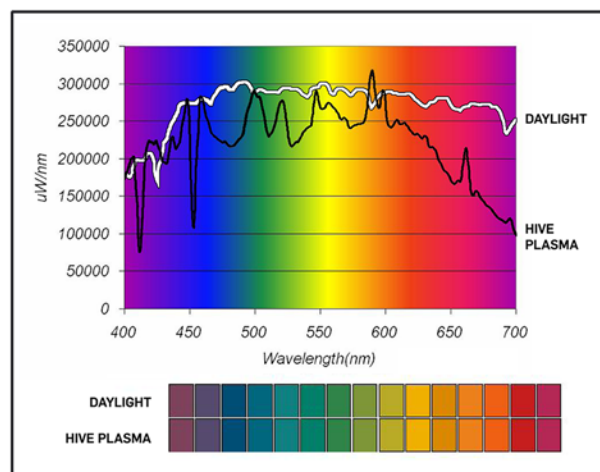 350000
300000
250000
200000
150000
100000
50000
0
uW/nm
400 450 500 550 600 650 700
Wavelength(nm)
DAYLIGHT
HIVE
PLASMA
DAYLIGHT
HIVE PLASMA